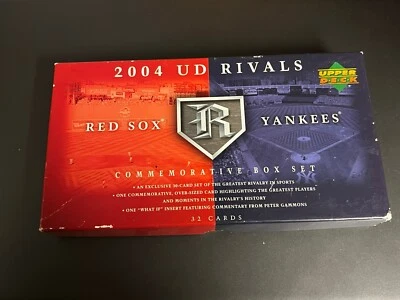 2004 UD RIVALS
UPPER
DECK
RED SOX®
R
YANKEES®
COMMEMORATIVE BOX SET
• AN EXCLUSIVE 30-CARD SET OF THE GREATEST RIVALRY IN SPORTS
• ONE COMMEMORATIVE, OVER-SIZED CARD HIGHLIGHTING THE GREATEST PLAYERS
AND MOMENTS IN THE RIVALRY'S HISTORY
• ONE "WHAT IF" INSERT FEATURING COMMENTARY FROM PETER GAMMONS
32 CARDS